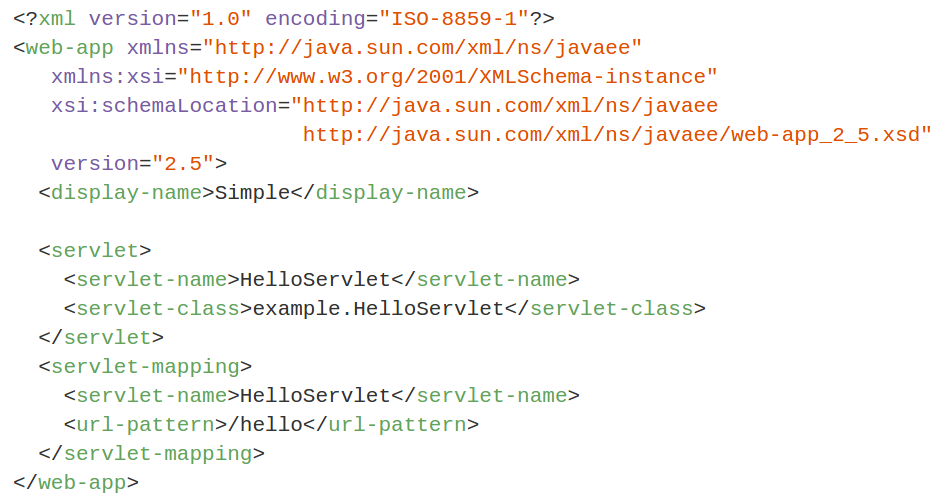 <?xml version="1.0" encoding="ISO-8859-1"?>
<web-app xmlns="http://java.sun.com/xml/ns/javaee"
   xmlns:xsi="http://www.w3.org/2001/XMLSchema-instance"
   xsi:schemaLocation="http://java.sun.com/xml/ns/javaee
                       http://java.sun.com/xml/ns/javaee/web-app_2_5.xsd"
   version="2.5">
  <display-name>Simple</display-name>

  <servlet>
    <servlet-name>HelloServlet</servlet-name>
    <servlet-class>example.HelloServlet</servlet-class>
  </servlet>
  <servlet-mapping>
    <servlet-name>HelloServlet</servlet-name>
    <url-pattern>/hello</url-pattern>
  </servlet-mapping>
</web-app>